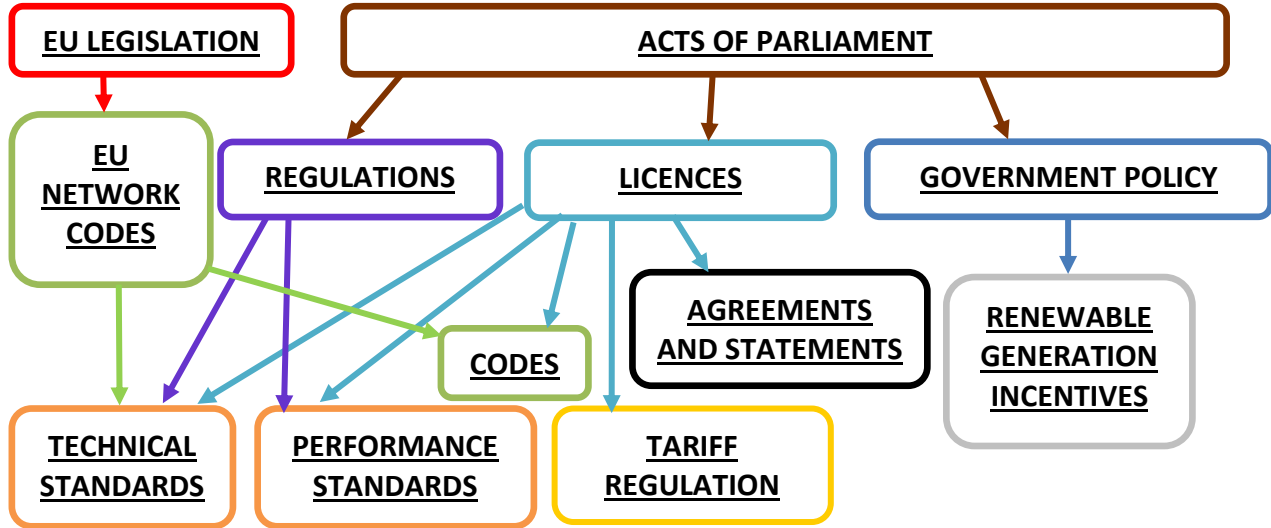 EU LEGISLATION
ACTS OF PARLIAMENT
EU
NETWORK
CODES
REGULATIONS
LICENCES
GOVERNMENT POLICY
AGREEMENTS
AND STATEMENTS
RENEWABLE
GENERATION
INCENTIVES
CODES
TECHNICAL
STANDARDS
PERFORMANCE
STANDARDS
TARIFF
REGULATION